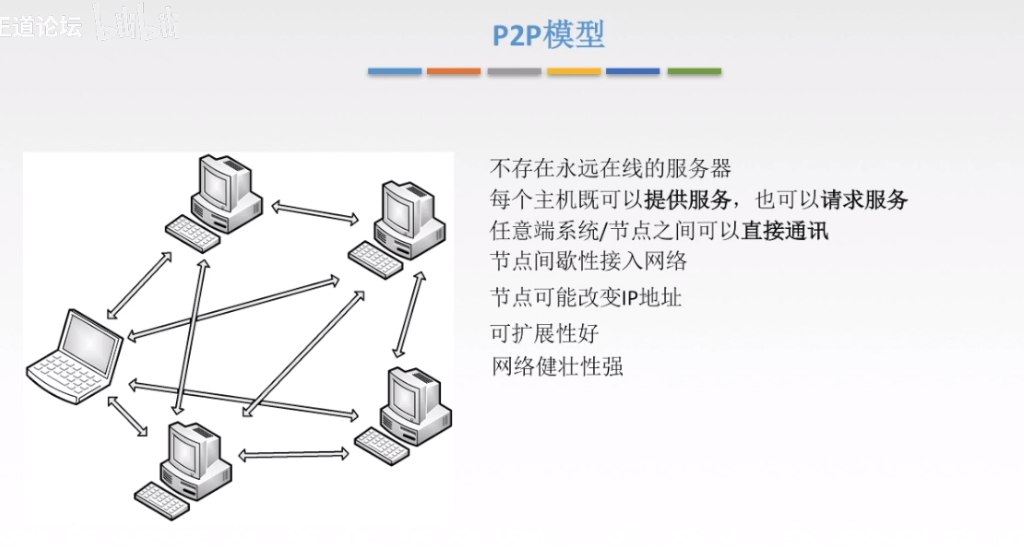 王道论坛 bilibili
P2P模型
不存在永远在线的服务器
每个主机既可以提供服务，也可以请求服务
任意端系统/节点之间可以直接通讯
节点间歇性接入网络
节点可能改变IP地址
可扩展性好
网络健壮性强